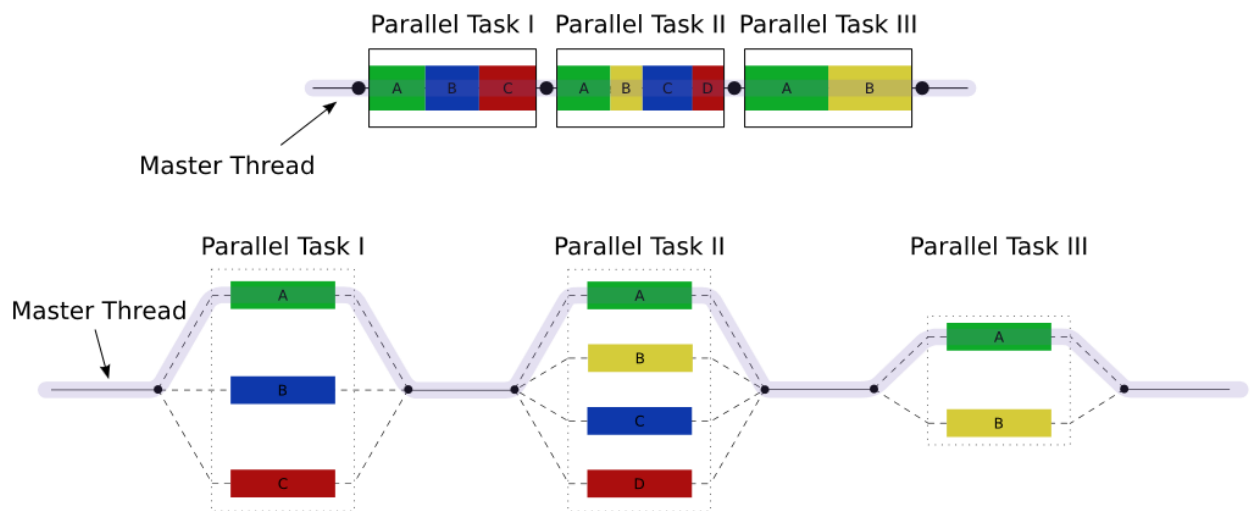 Parallel Task I
Parallel Task II
Parallel Task III
A
B
C
A
B
C
D
A
B
Master Thread
Parallel Task I
Parallel Task II
Parallel Task III
Master Thread
A
B
C
A
B
C
D
A
B